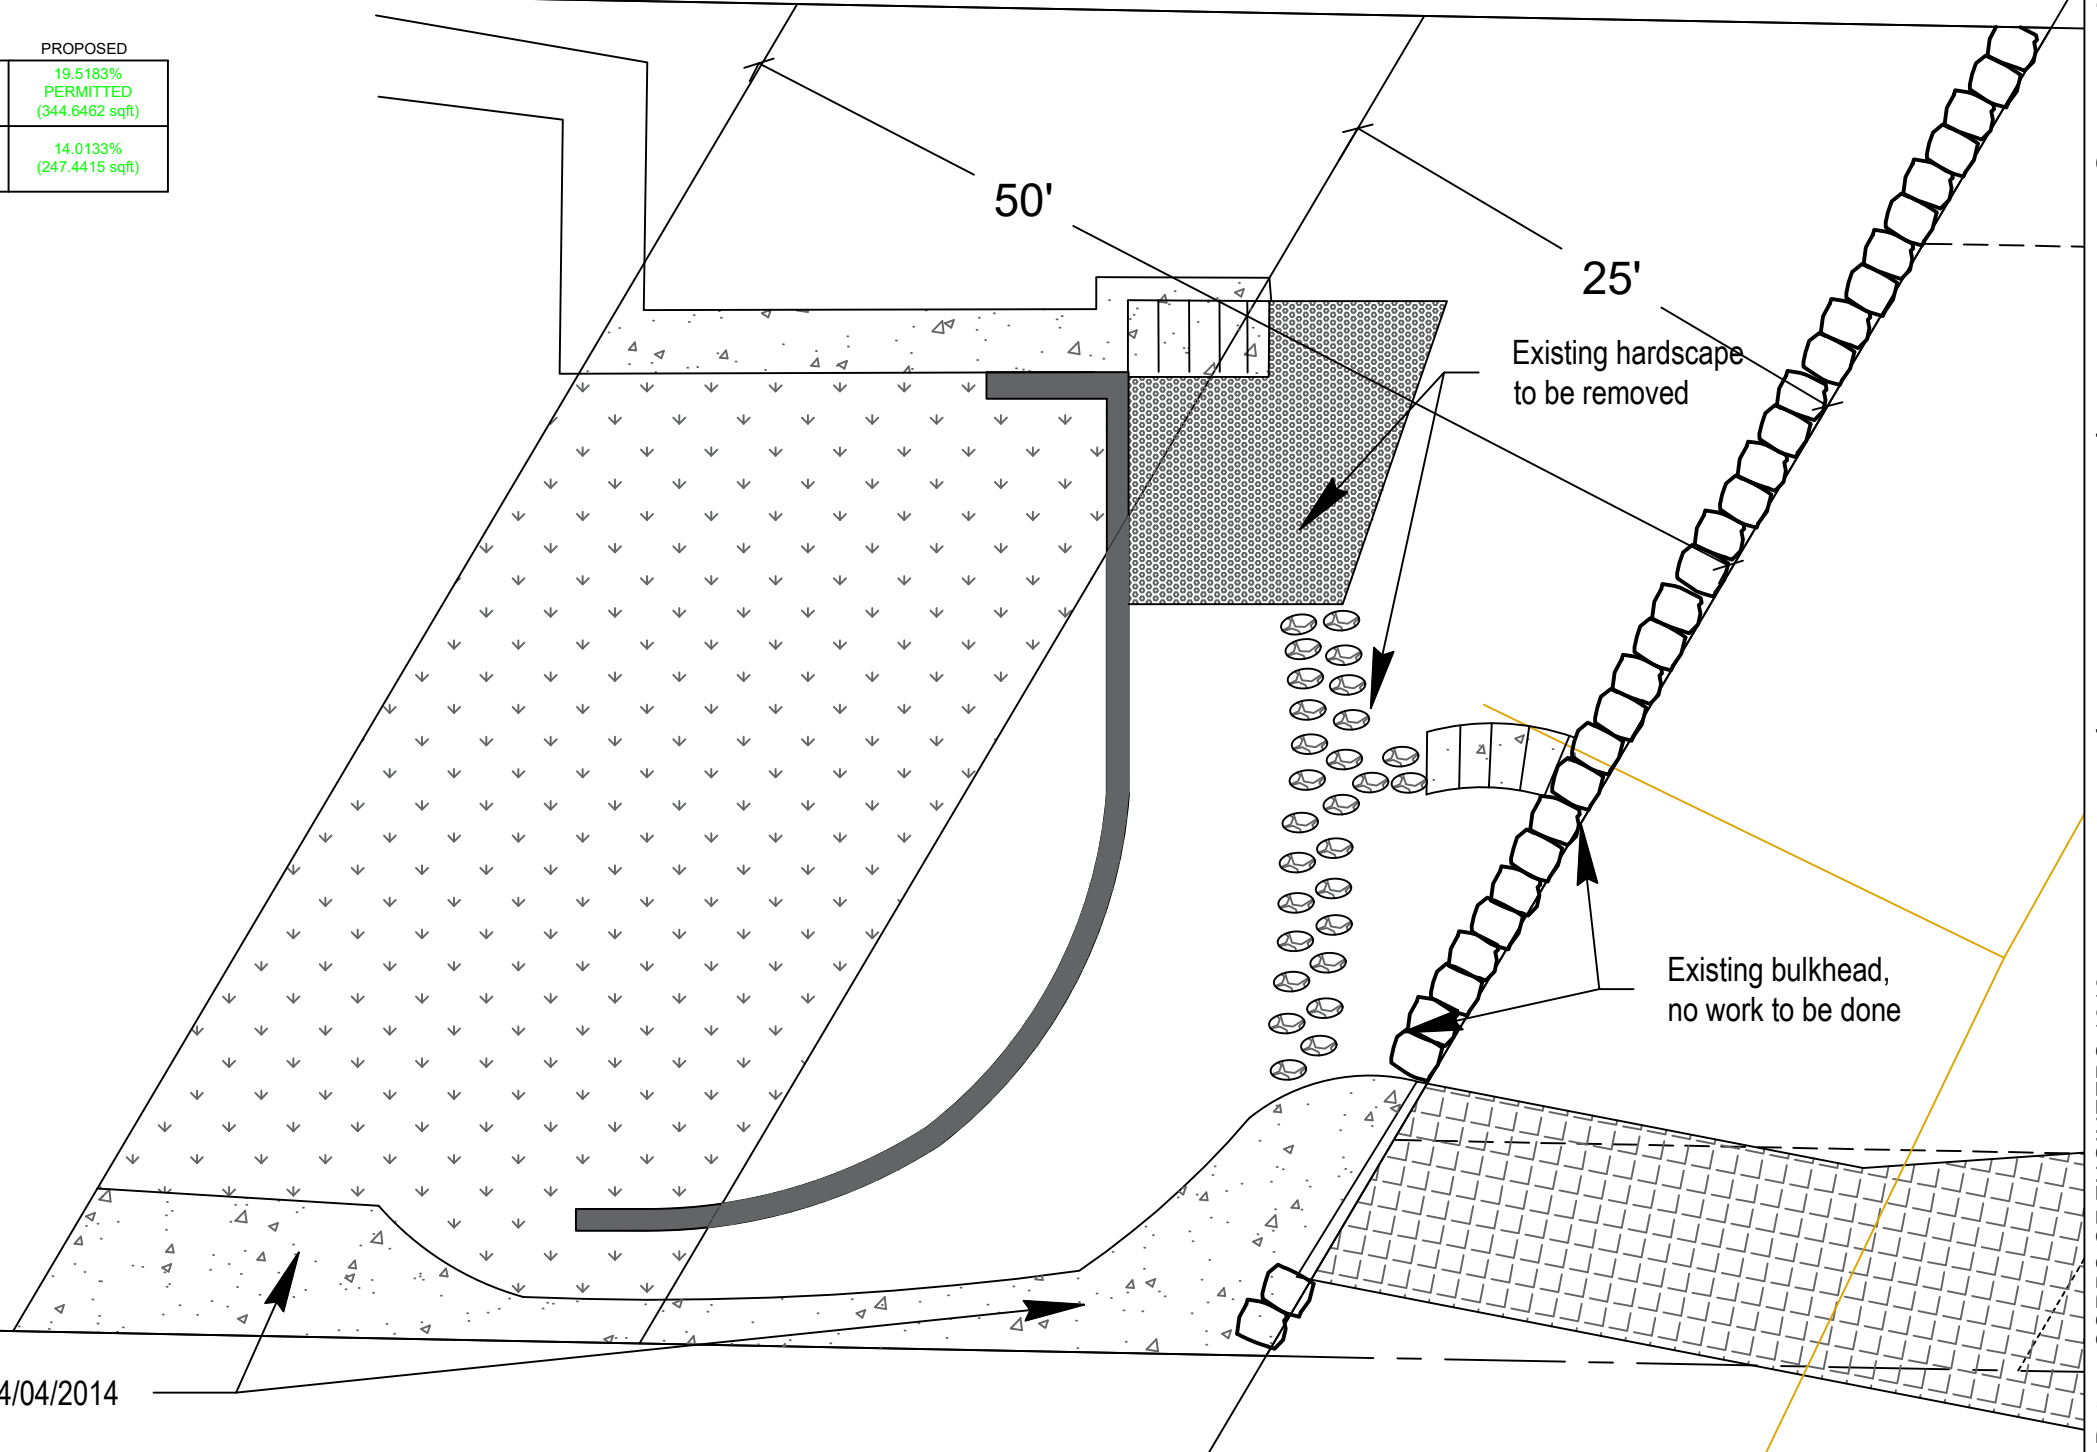 PROPOSED
19.5183%
PERMITTED
(344.6462 sqft)
14.0133%
(247.4415 sqft)
50'
25'
Existing hardscape
to be removed
Existing bulkhead,
no work to be done
4/04/2014